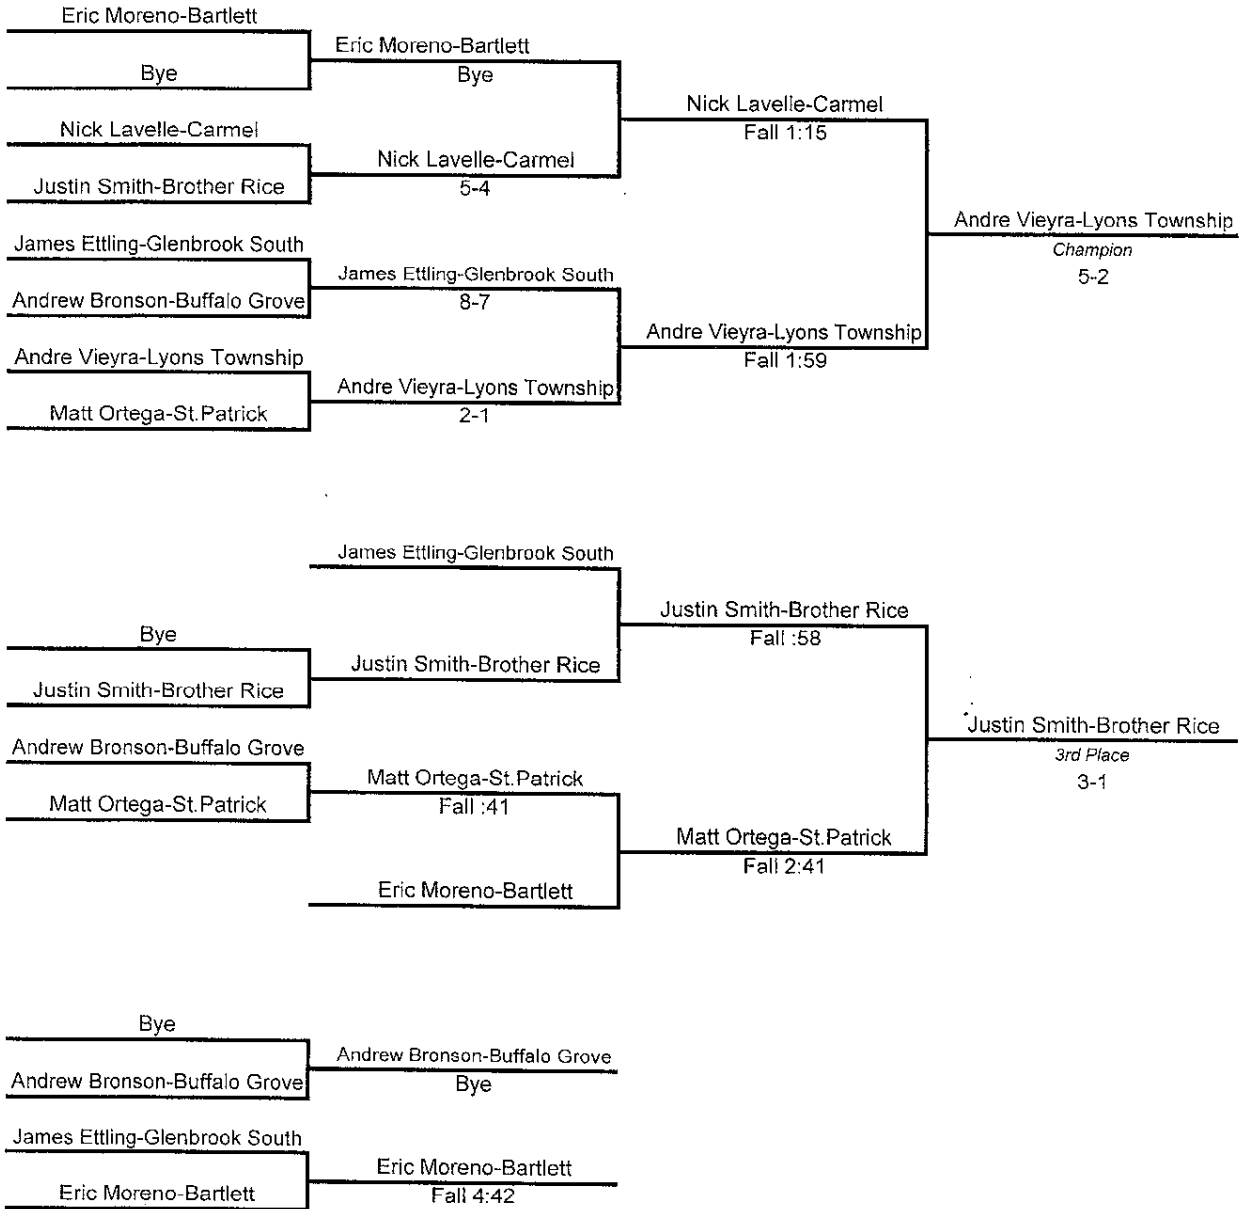 Eric Moreno-Bartlett
Bye
Eric Moreno-Bartlett
Bye
Nick Lavelle-Carmel
Justin Smith-Brother Rice
Nick Lavelle-Carmel
5-4
Nick Lavelle-Carmel
Fall 1:15
James Ettling-Glenbrook South
Andrew Bronson-Buffalo Grove
James Ettling-Glenbrook South
8-7
Andre Vieyra-Lyons Township
Matt Ortega-St.Patrick
Andre Vieyra-Lyons Township
2-1
Andre Vieyra-Lyons Township
Fall 1:59
Andre Vieyra-Lyons Township
Champion
5-2
James Ettling-Glenbrook South
Bye
Justin Smith-Brother Rice
Justin Smith-Brother Rice
Justin Smith-Brother Rice
Fall :58
Andrew Bronson-Buffalo Grove
Matt Ortega-St.Patrick
Matt Ortega-St.Patrick
Fall :41
Eric Moreno-Bartlett
Matt Ortega-St.Patrick
Fall 2:41
Justin Smith-Brother Rice
3rd Place
3-1
Bye
Andrew Bronson-Buffalo Grove
Andrew Bronson-Buffalo Grove
Bye
James Ettling-Glenbrook South
Eric Moreno-Bartlett
Eric Moreno-Bartlett
Fall 4:42